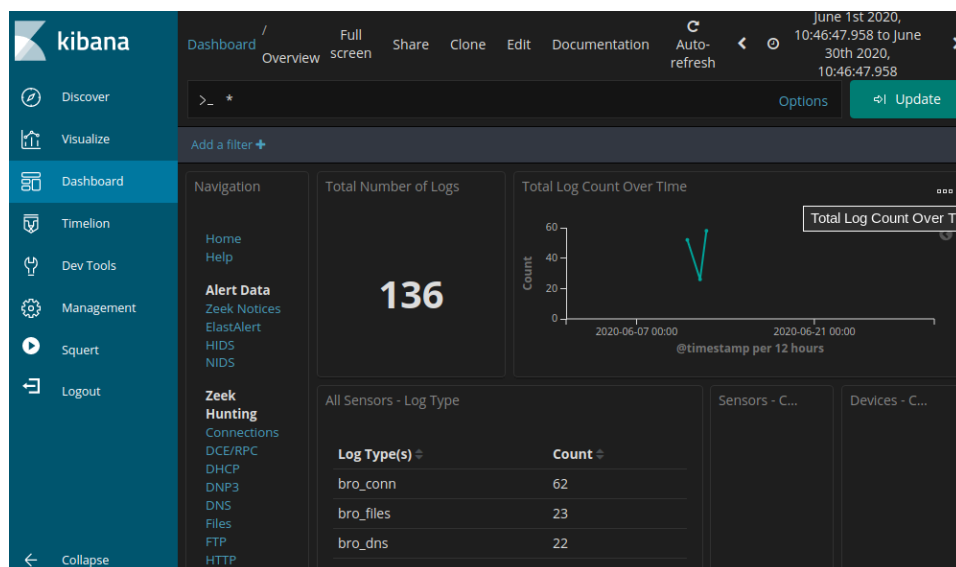 kibana
Discover
Visualize
Dashboard
Timelion
Dev Tools
Management
Squert
Logout
Collapse
Dashboard / Overview
Full screen
Share
Clone
Edit
Documentation
Auto-refresh
June 1st 2020,
10:46:47.958 to June
30th 2020,
10:46:47.958
>_ *
Options
Update
Add a filter +
Navigation
Home
Help
Alert Data
Zeek Notices
ElastAlert
HIDS
NIDS
Zeek
Hunting
Connections
DCE/RPC
DHCP
DNP3
DNS
Files
FTP
HTTP
Total Number of Logs
136
Total Log Count Over TIme
Total Log Count Over T
Count
60
40
20
0
2020-06-07 00:00
2020-06-21 00:00
@timestamp per 12 hours
All Sensors - Log Type
Log Type(s) Count
bro_conn 62
bro_files 23
bro_dns 22
Sensors - C...
Devices - C...